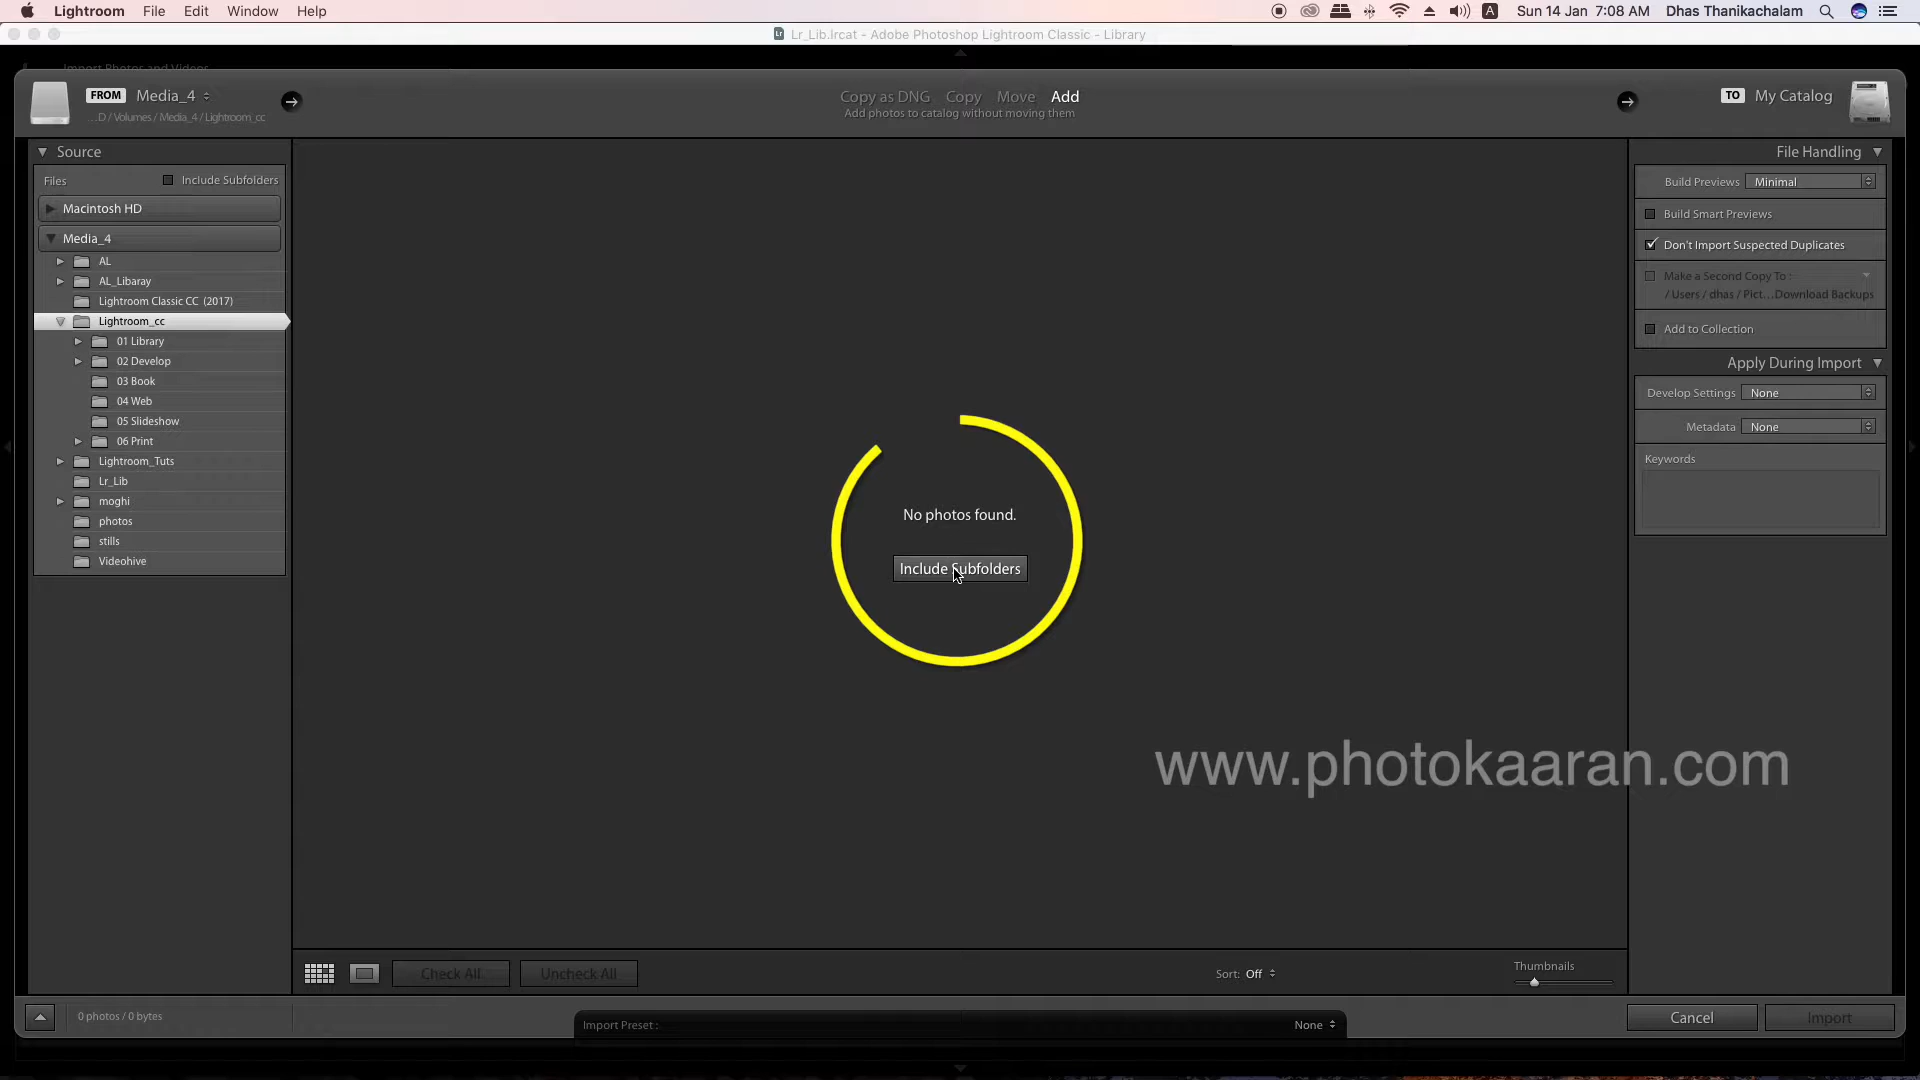 Lightroom File Edit Window Help
A Sun 14 Jan 7:08 AM Dhas Thanikachalam
Lr Lr_Lib.lrcat - Adobe Photoshop Lightroom Classic - Library
Import Photos and Videos
FROM Media_4
...D / Volumes / Media_4 / Lightroom_cc
Copy as DNG Copy Move Add
Add photos to catalog without moving them
TO My Catalog
Source
Files Include Subfolders
Macintosh HD
Media_4
AL
AL_Libaray
Lightroom Classic CC (2017)
Lightroom_cc
01 Library
02 Develop
03 Book
04 Web
05 Slideshow
06 Print
Lightroom_Tuts
Lr_Lib
moghi
photos
stills
Videohive
No photos found.
Include Subfolders
File Handling
Build Previews Minimal
Build Smart Previews
Don't Import Suspected Duplicates
Make a Second Copy To :
/ Users / dhas / Pict...Download Backups
Add to Collection
Apply During Import
Develop Settings None
Metadata None
Keywords
www.photokaaran.com
Check All Uncheck All
Sort: Off
Thumbnails
0 photos / 0 bytes
Import Preset : None
Cancel Import